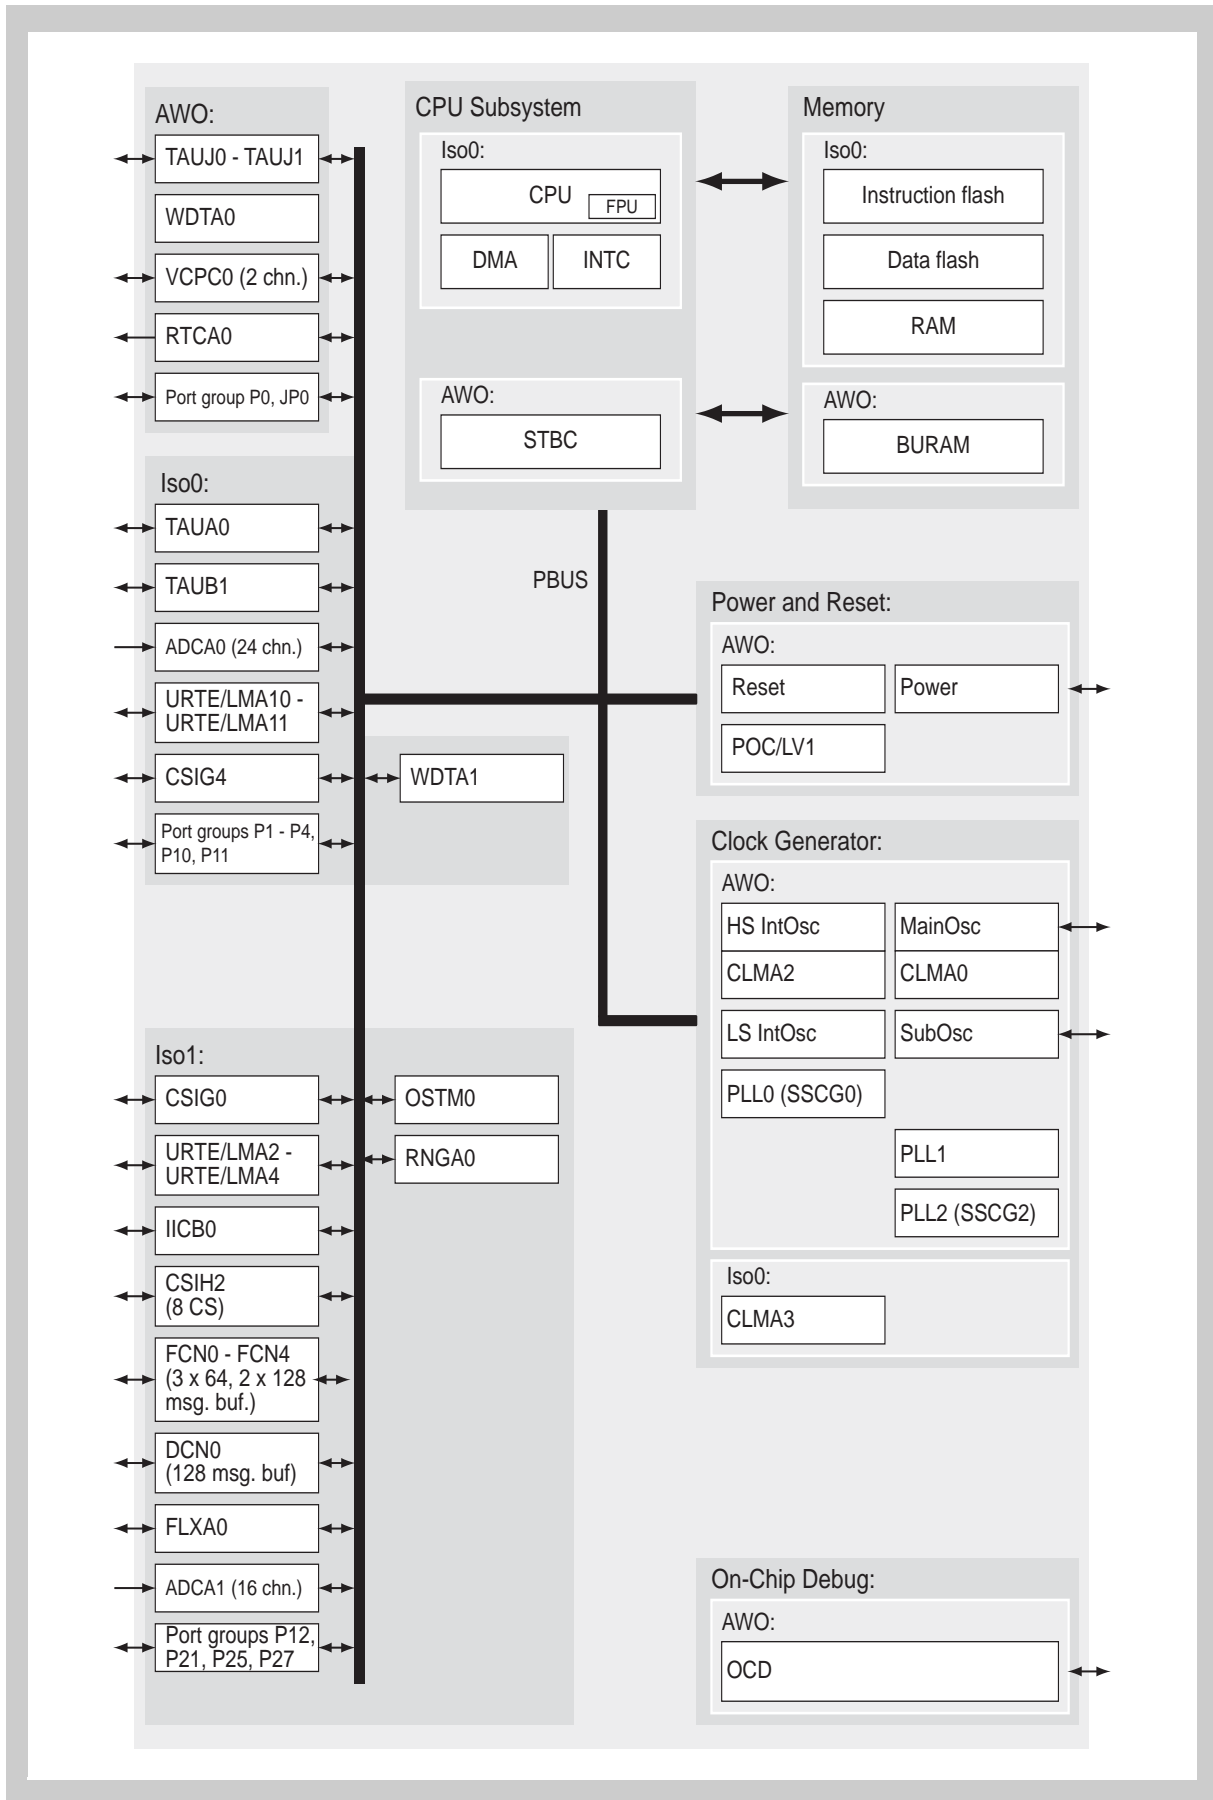 AWO:
TAUJ0 - TAUJ1
WDTA0
VCPC0 (2 chn.)
RTCA0
Port group P0, JP0
Iso0:
TAUA0
TAUB1
ADCA0 (24 chn.)
URTE/LMA10 -
URTE/LMA11
CSIG4
Port groups P1 - P4,
P10, P11
WDTA1
Iso1:
CSIG0
URTE/LMA2 -
URTE/LMA4
IICB0
CSIH2
(8 CS)
FCN0 - FCN4
(3 x 64, 2 x 128
msg. buf.)
DCN0
(128 msg. buf)
FLXA0
ADCA1 (16 chn.)
Port groups P12,
P21, P25, P27
OSTM0
RNGA0
CPU Subsystem
Iso0:
CPU
FPU
DMA
INTC
AWO:
STBC
PBUS
Memory
Iso0:
Instruction flash
Data flash
RAM
AWO:
BURAM
Power and Reset:
AWO:
Reset
Power
POC/LV1
Clock Generator:
AWO:
HS IntOsc
MainOsc
CLMA2
CLMA0
LS IntOsc
SubOsc
PLL0 (SSCG0)
PLL1
PLL2 (SSCG2)
Iso0:
CLMA3
On-Chip Debug:
AWO:
OCD